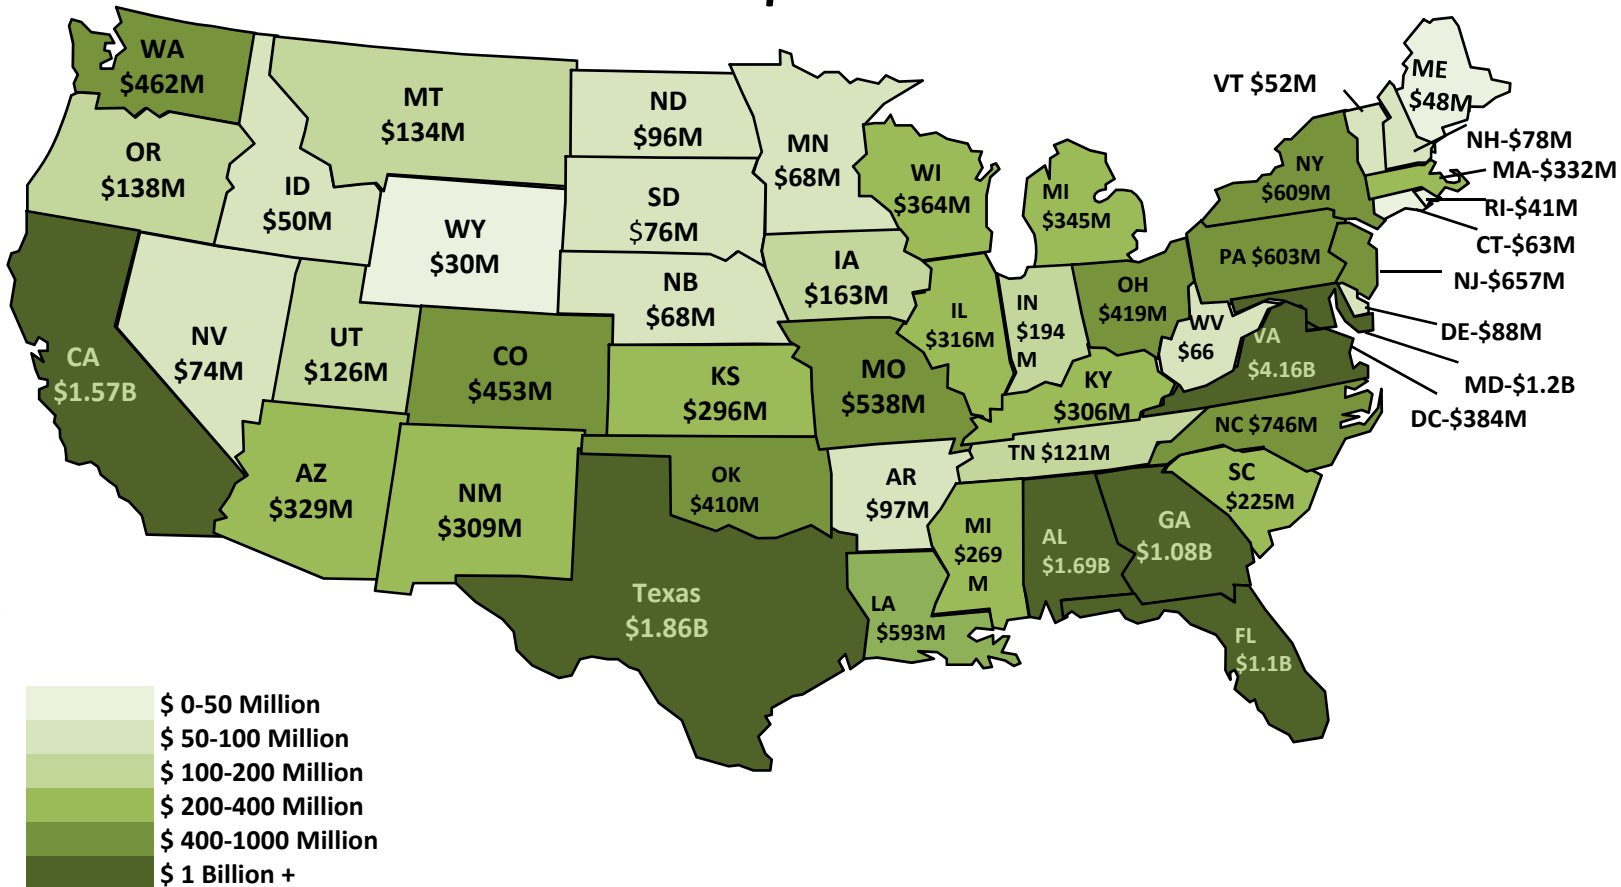 WA
$462M
MT
$134M
ND
$96M
MN
$68M
VT $52M
ME
$48M
NH-$78M
MA-$332M
RI-$41M
CT-$63M
NJ-$657M
DE-$88M
MD-$1.2B
DC-$384M
OR
$138M
ID
$50M
WY
$30M
SD
$76M
WI
$364M
MI
$345M
NY
$609M
PA $603M
NB
$68M
IA
$163M
IL
$316M
IN
$194
M
OH
$419M
WV
$66
VA
$4.16B
CA
$1.57B
NV
$74M
UT
$126M
CO
$453M
KS
$296M
MO
$538M
KY
$306M
NC $746M
TN $121M
SC
$225M
AZ
$329M
NM
$309M
OK
$410M
AR
$97M
MI
$269
M
AL
$1.69B
GA
$1.08B
Texas
$1.86B
LA
$593M
FL
$1.1B
$ 0-50 Million
$ 50-100 Million
$ 100-200 Million
$ 200-400 Million
$ 400-1000 Million
$ 1 Billion +